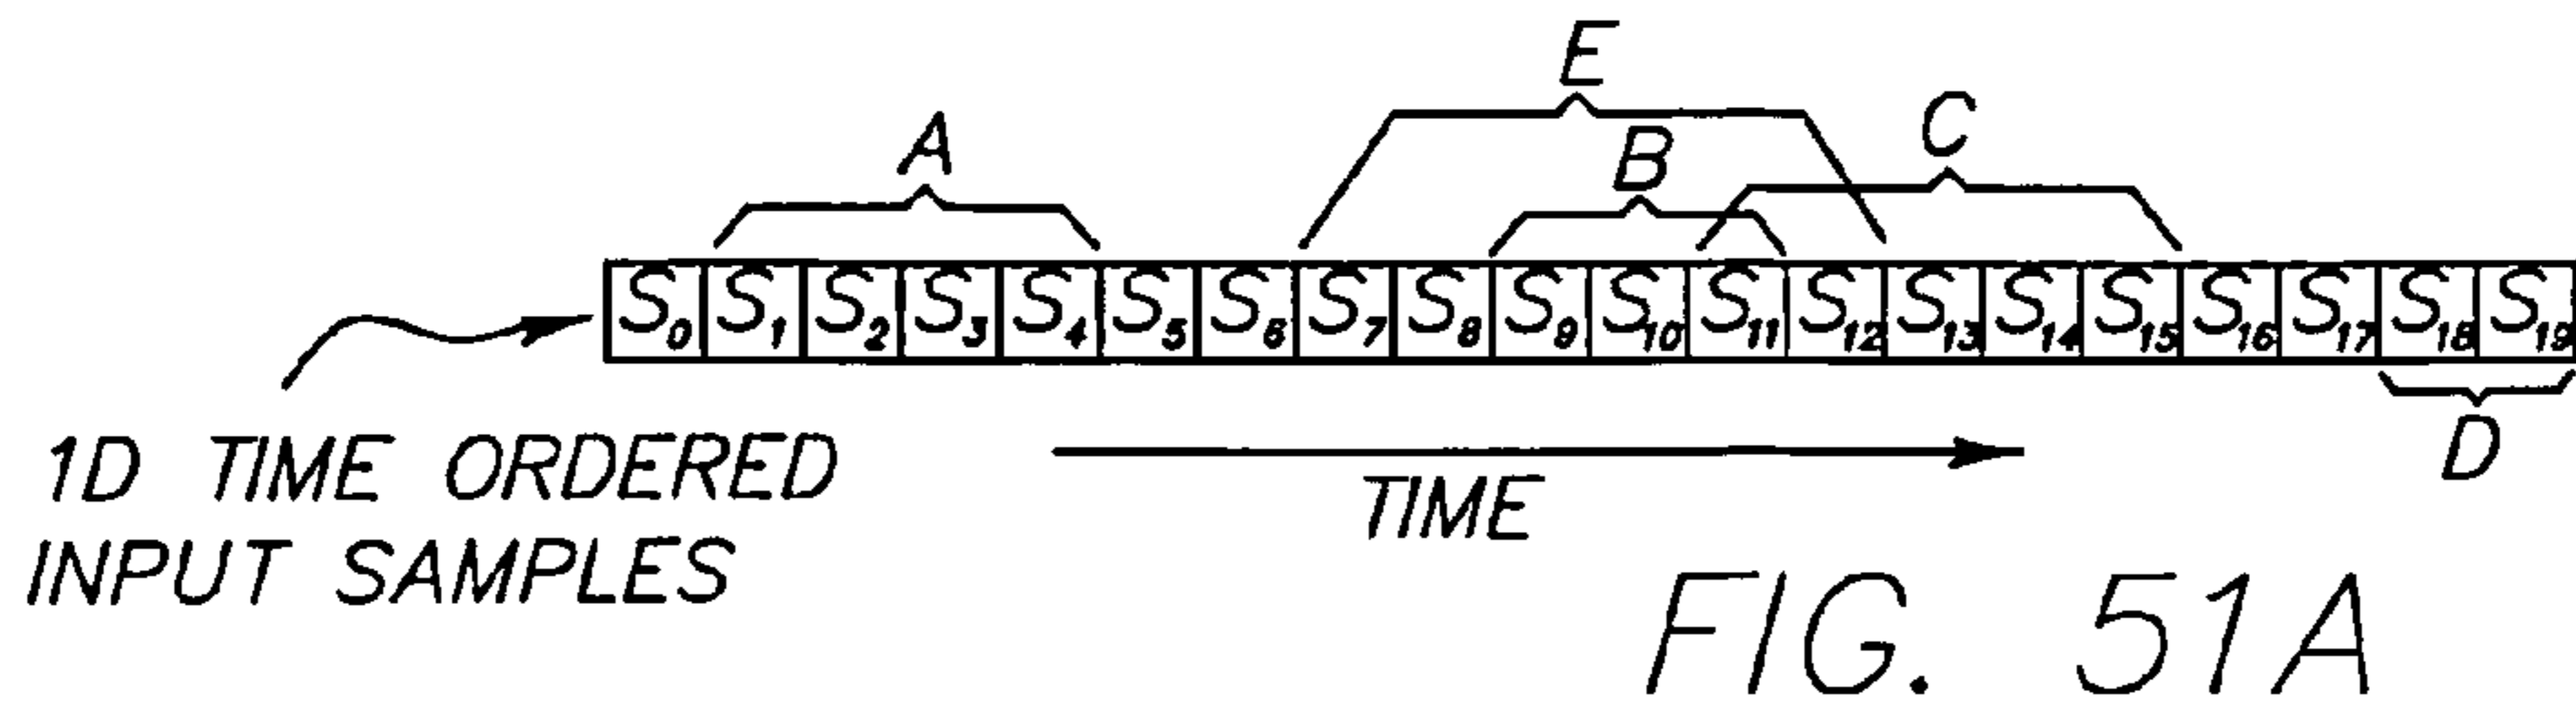 E
A
B
C
S0 S1 S2 S3 S4 S5 S6 S7 S8 S9 S10 S11 S12 S13 S14 S15 S16 S17 S18 S19
D
1D TIME ORDERED
INPUT SAMPLES
TIME
FIG. 51A